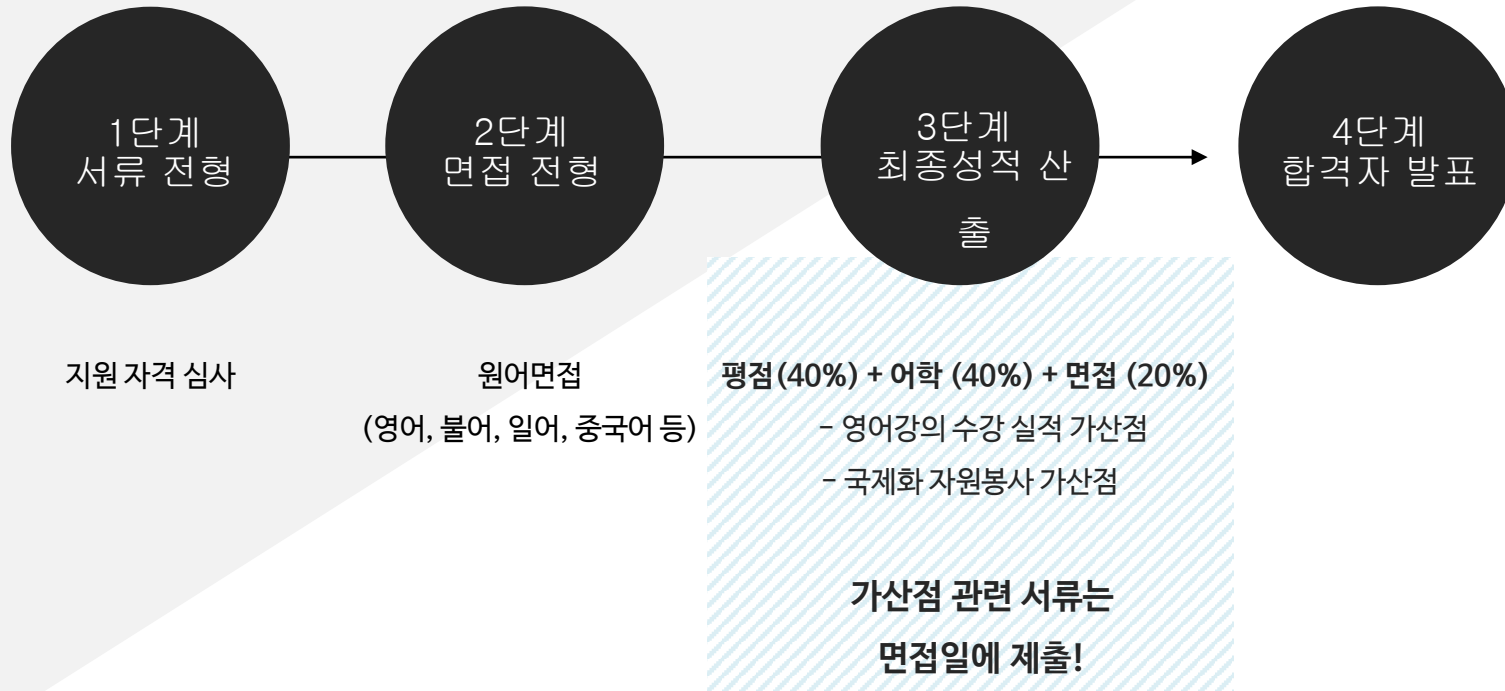 1단계
서류 전형
2단계
면접 전형
3단계
최종성적 산
출
4단계
합격자 발표
지원 자격 심사
원어면접
(영어, 불어, 일어, 중국어 등)
평점(40%) + 어학 (40%) + 면접 (20%)
- 영어강의 수강 실적 가산점
- 국제화 자원봉사 가산점
가산점 관련 서류는
면접일에 제출!